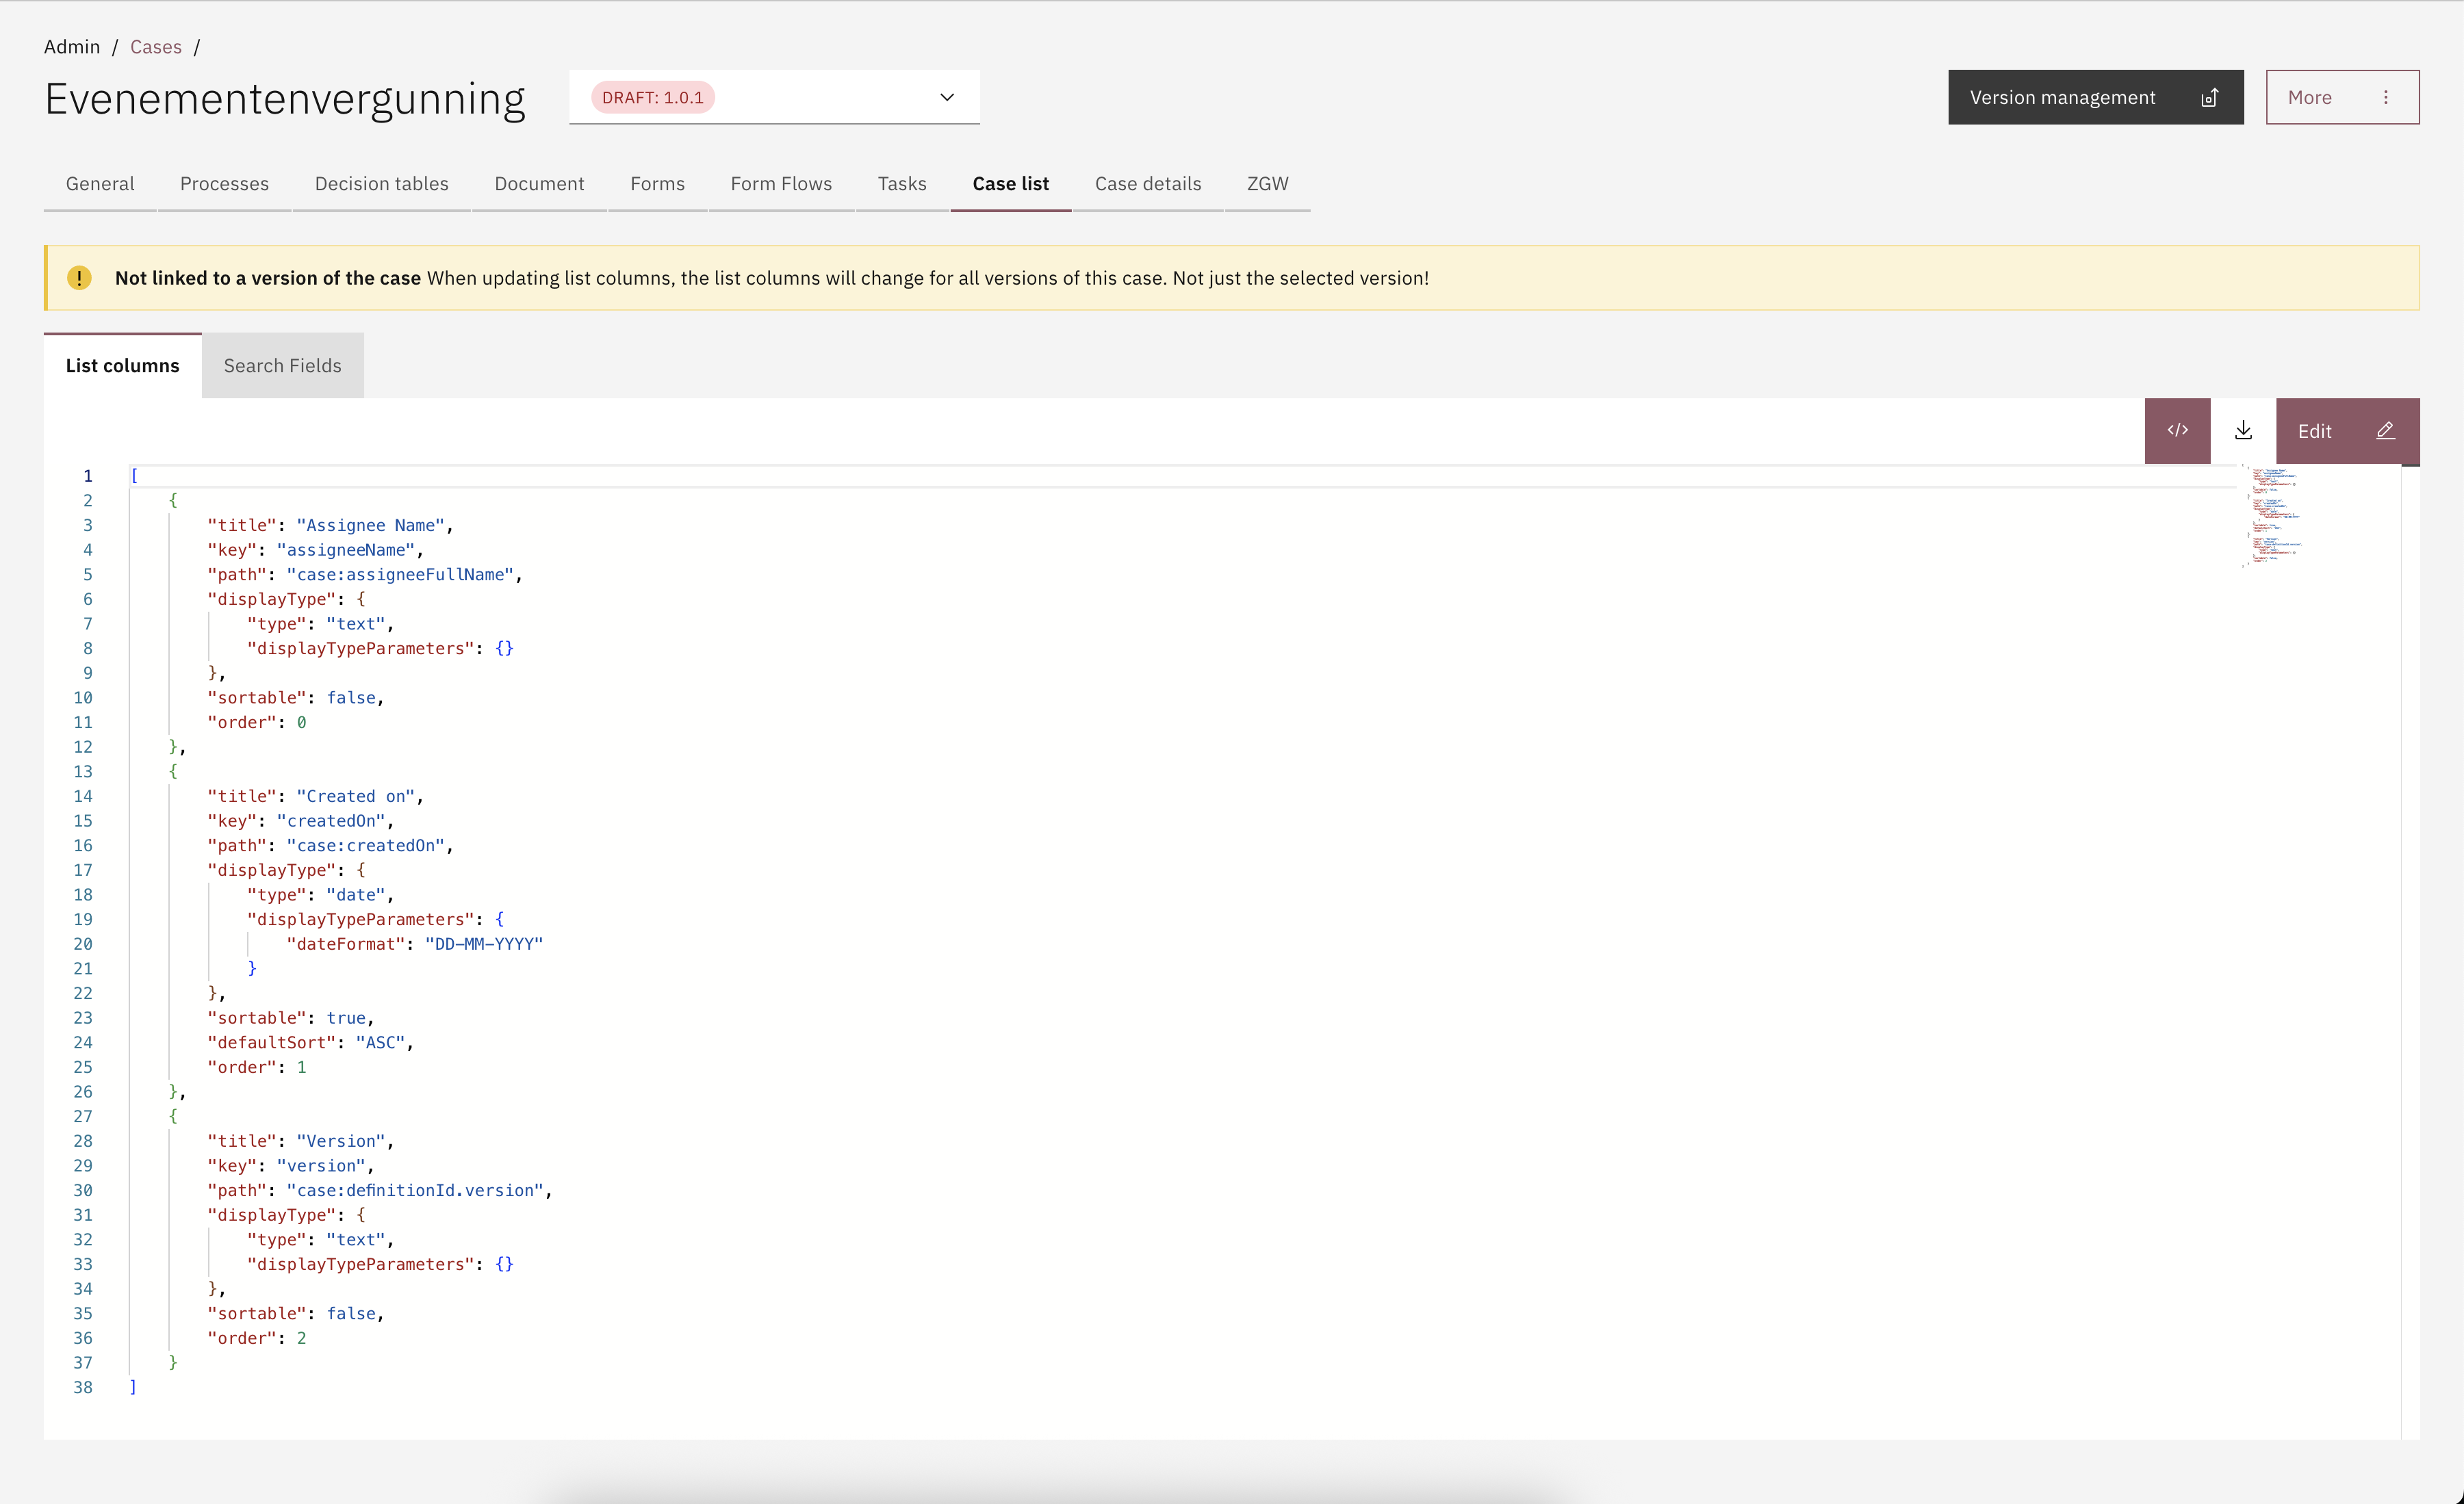 Admin / Cases /
Evenementenvergunning
DRAFT: 1.0.1
Version management
More
General Processes Decision tables Document Forms Form Flows Tasks Case list Case details ZGW
Not linked to a version of the case When updating list columns, the list columns will change for all versions of this case. Not just the selected version!
List columns Search Fields
</> Edit
1 [
2 {
3 "title": "Assignee Name",
4 "key": "assigneeName",
5 "path": "case:assigneeFullName",
6 "displayType": {
7 "type": "text",
8 "displayTypeParameters": {}
9 },
10 "sortable": false,
11 "order": 0
12 },
13 {
14 "title": "Created on",
15 "key": "createdOn",
16 "path": "case:createdOn",
17 "displayType": {
18 "type": "date",
19 "displayTypeParameters": {
20 "dateFormat": "DD-MM-YYYY"
21 }
22 },
23 "sortable": true,
24 "defaultSort": "ASC",
25 "order": 1
26 },
27 {
28 "title": "Version",
29 "key": "version",
30 "path": "case:definitionId.version",
31 "displayType": {
32 "type": "text",
33 "displayTypeParameters": {}
34 },
35 "sortable": false,
36 "order": 2
37 }
38 ]